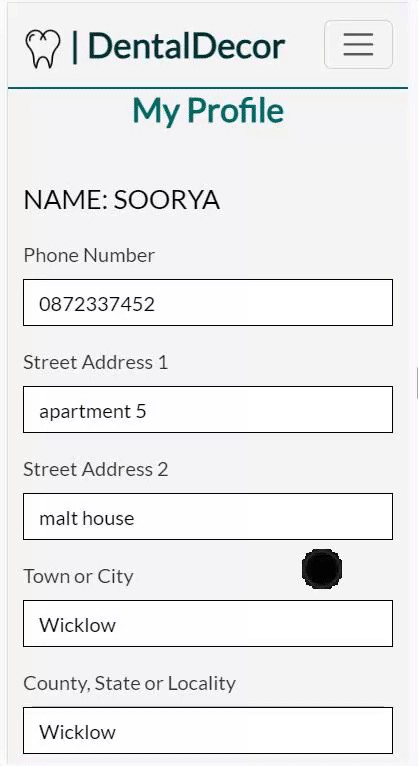 | DentalDecor
My Profile
NAME: SOORYA
Phone Number
0872337452
Street Address 1
apartment 5
Street Address 2
malt house
Town or City
Wicklow
County, State or Locality
Wicklow